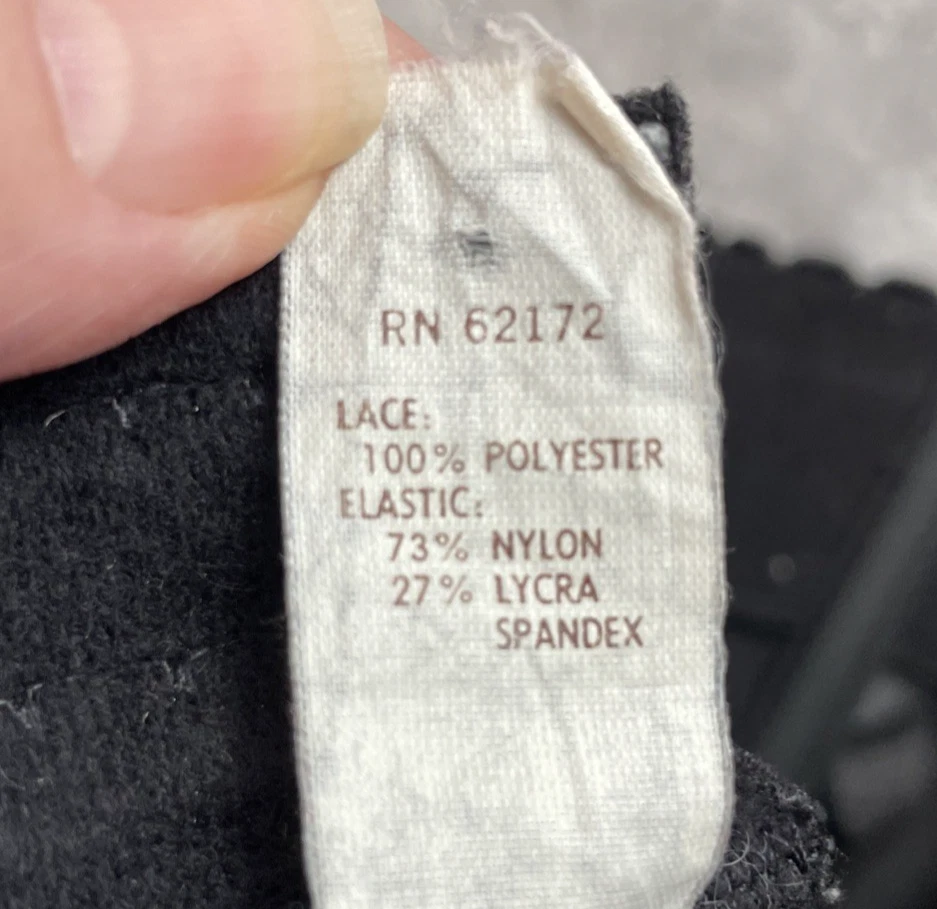 RN 62172
LACE:
100% POLYESTER
ELASTIC:
73% NYLON
27% LYCRA
SPANDEX